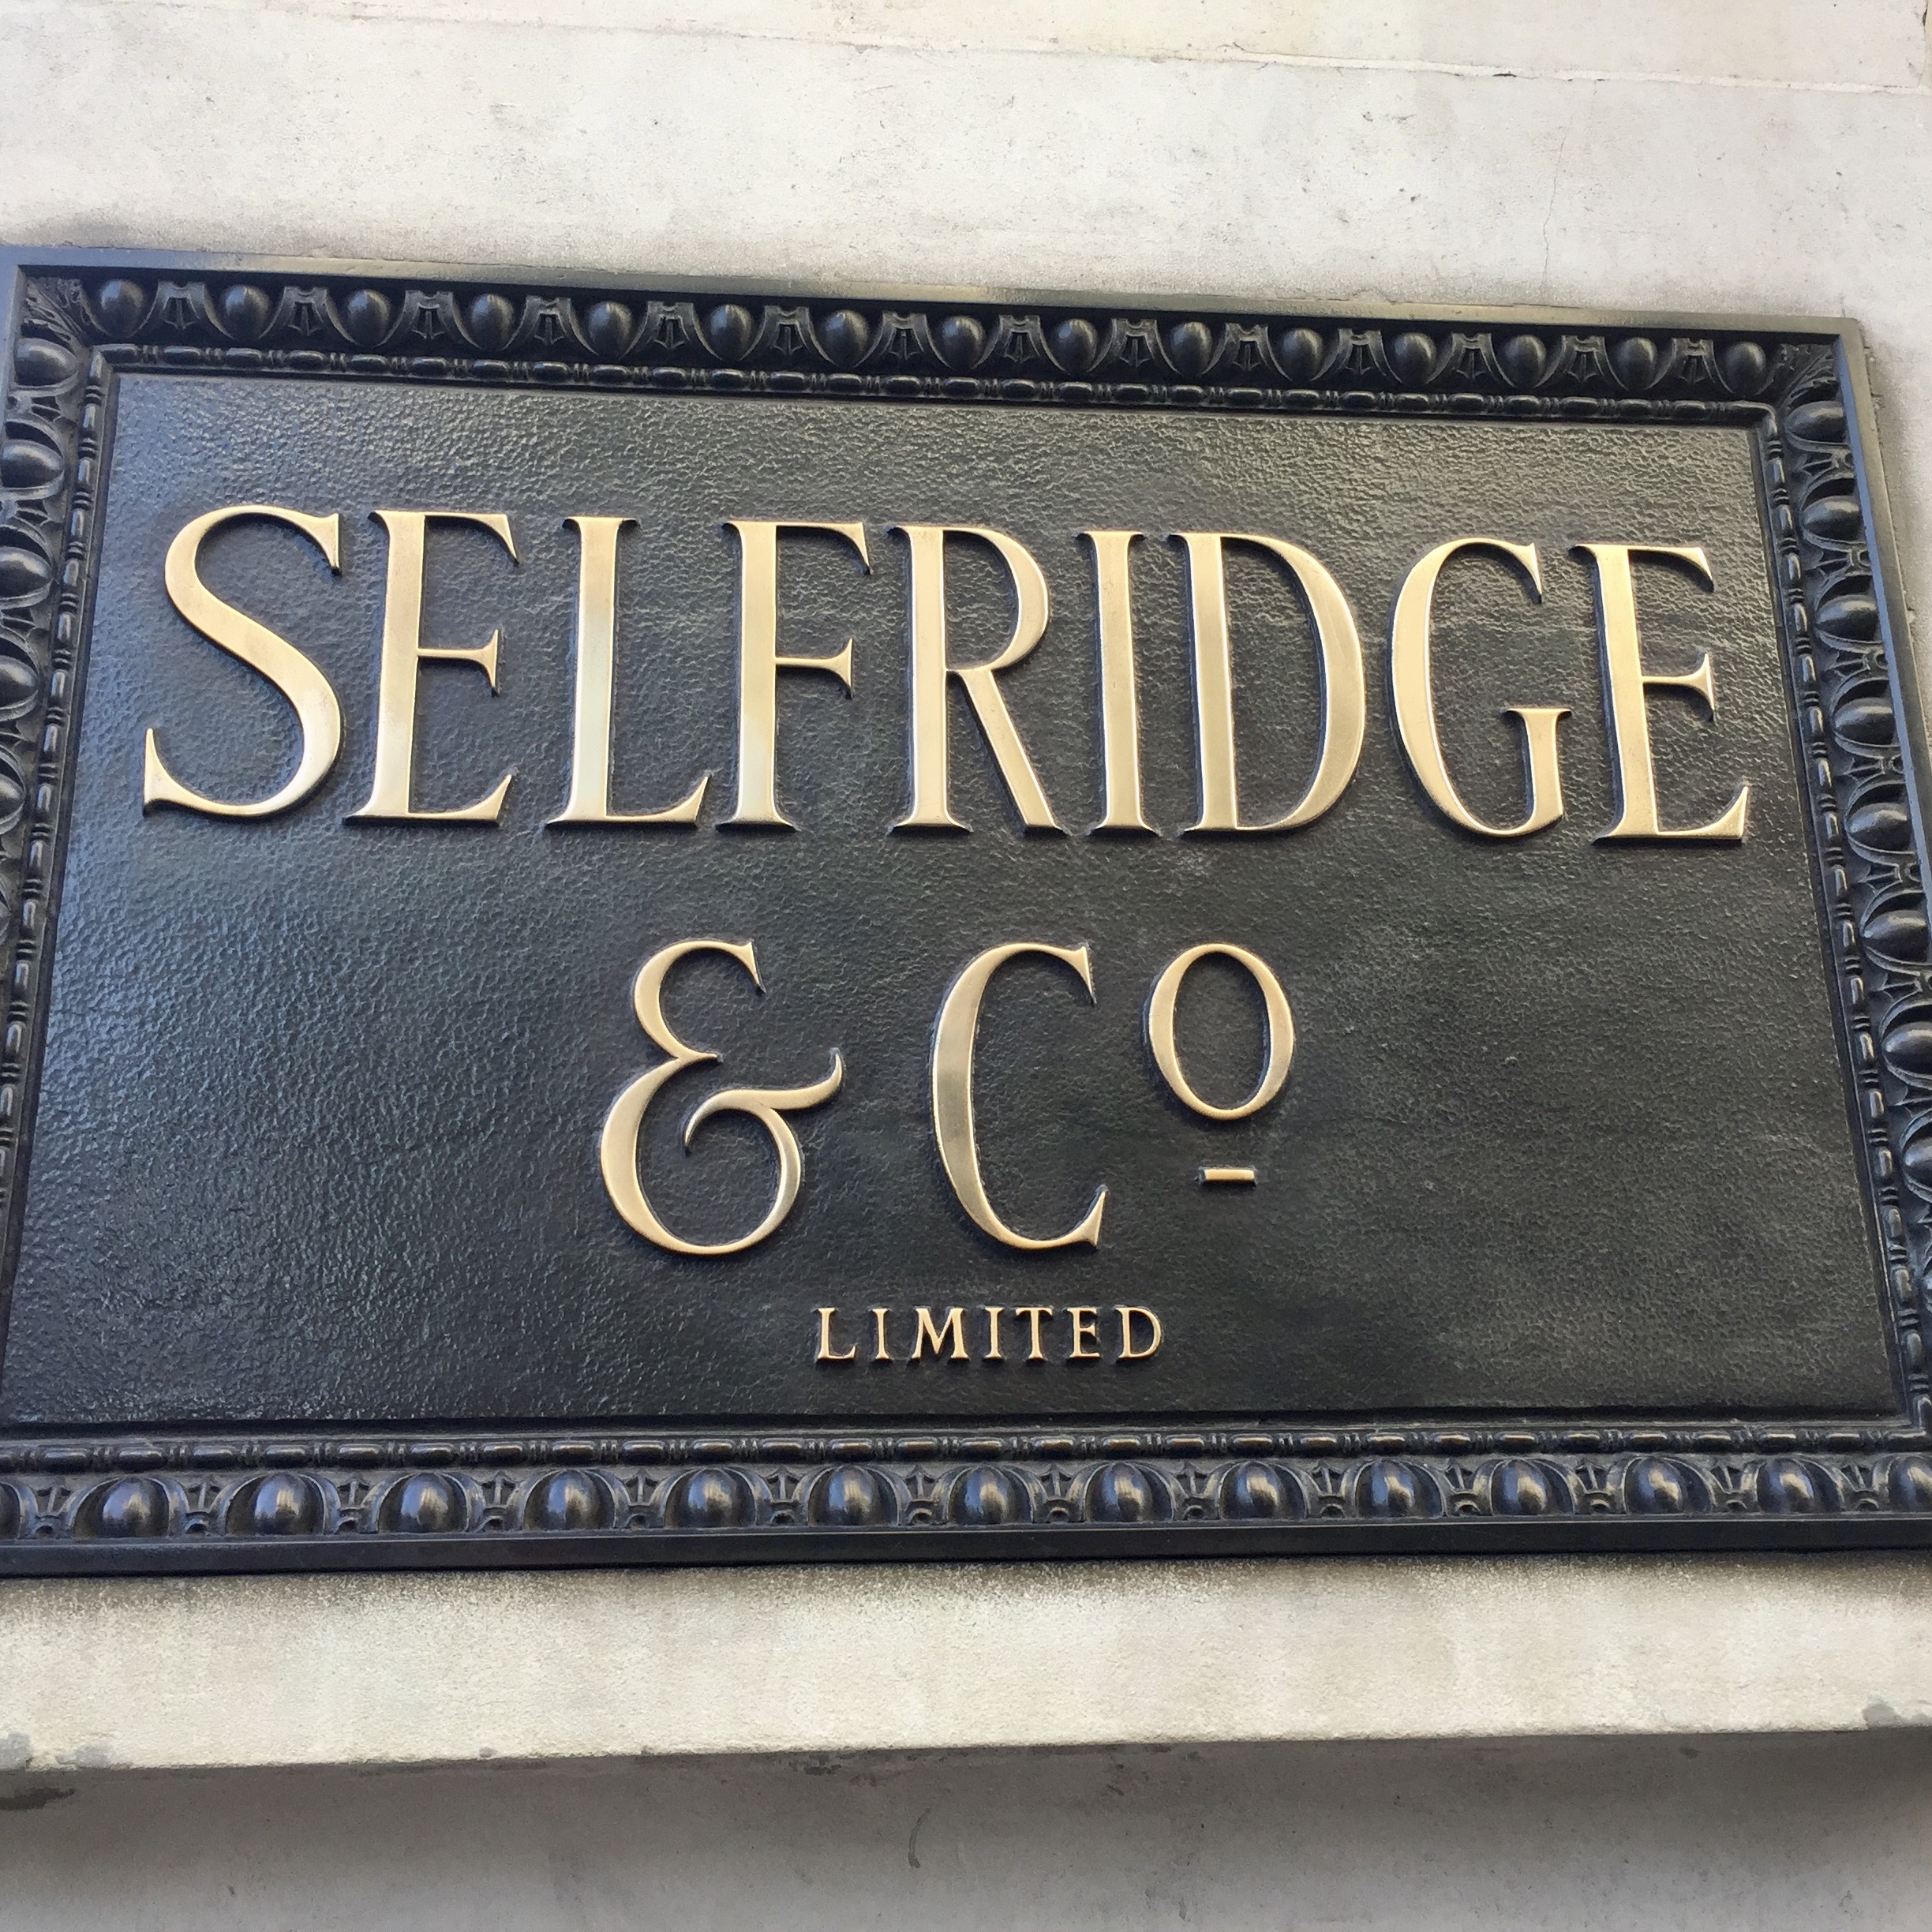 SELFRIDGE
& Cº
LIMITED